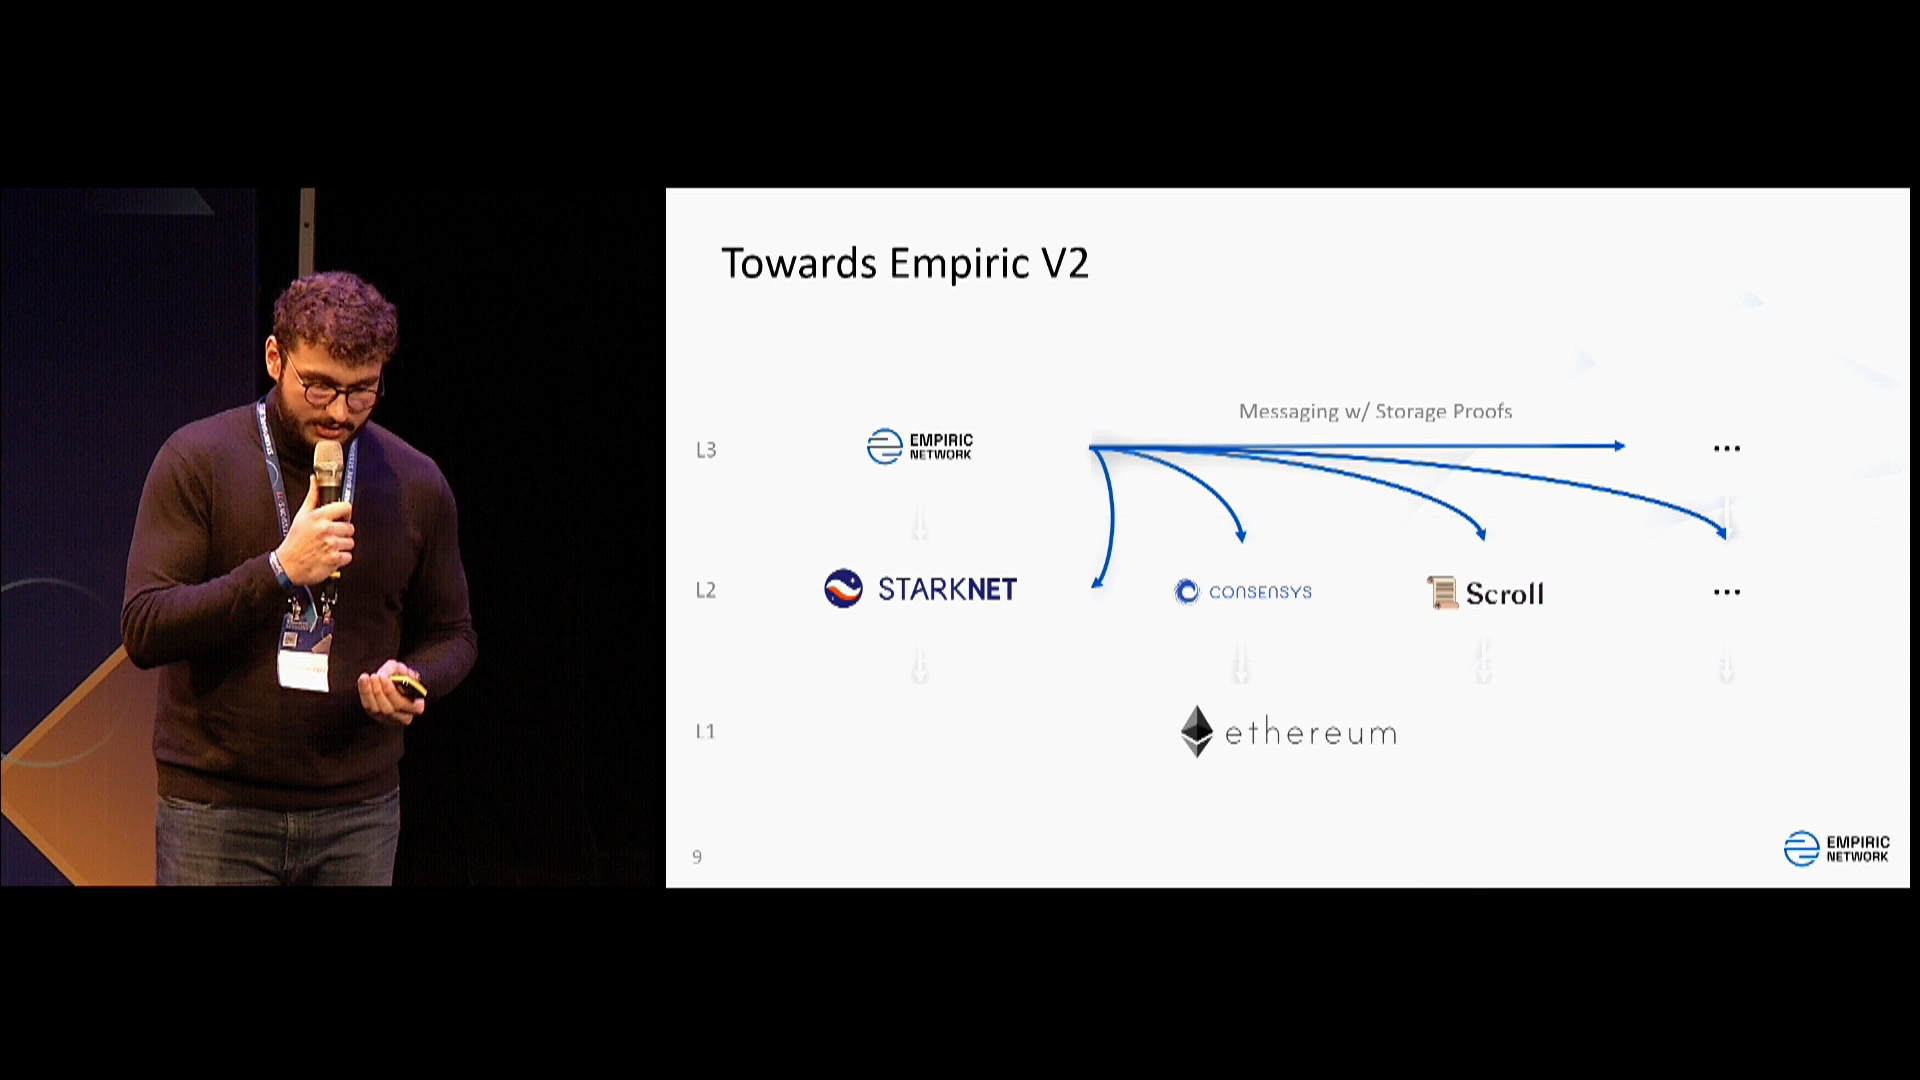 Towards Empiric V2
Messaging w/ Storage Proofs
L3
EMPIRIC
NETWORK
...
L2
STARKNET
CONSENSYS
Scroll
...
L1
ethereum
9
EMPIRIC
NETWORK